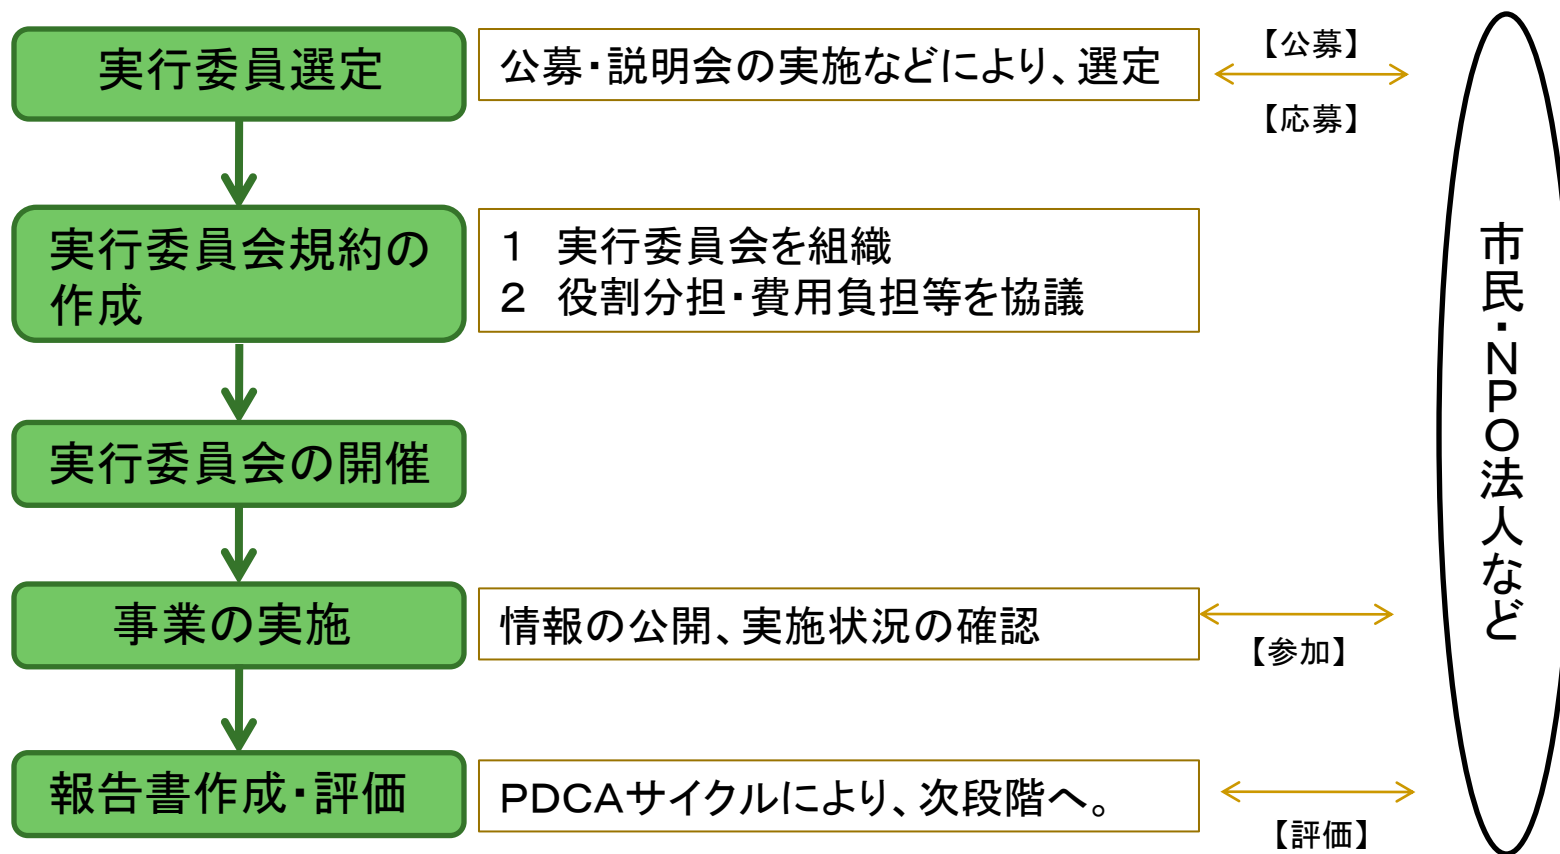 実行委員選定
公募・説明会の実施などにより、選定
【公募】
【応募】
実行委員会規約の
作成
１　実行委員会を組織
２　役割分担・費用負担等を協議
実行委員会の開催
事業の実施
情報の公開、実施状況の確認
【参加】
報告書作成・評価
ＰＤＣＡサイクルにより、次段階へ。
【評価】
市民・ＮＰＯ法人など